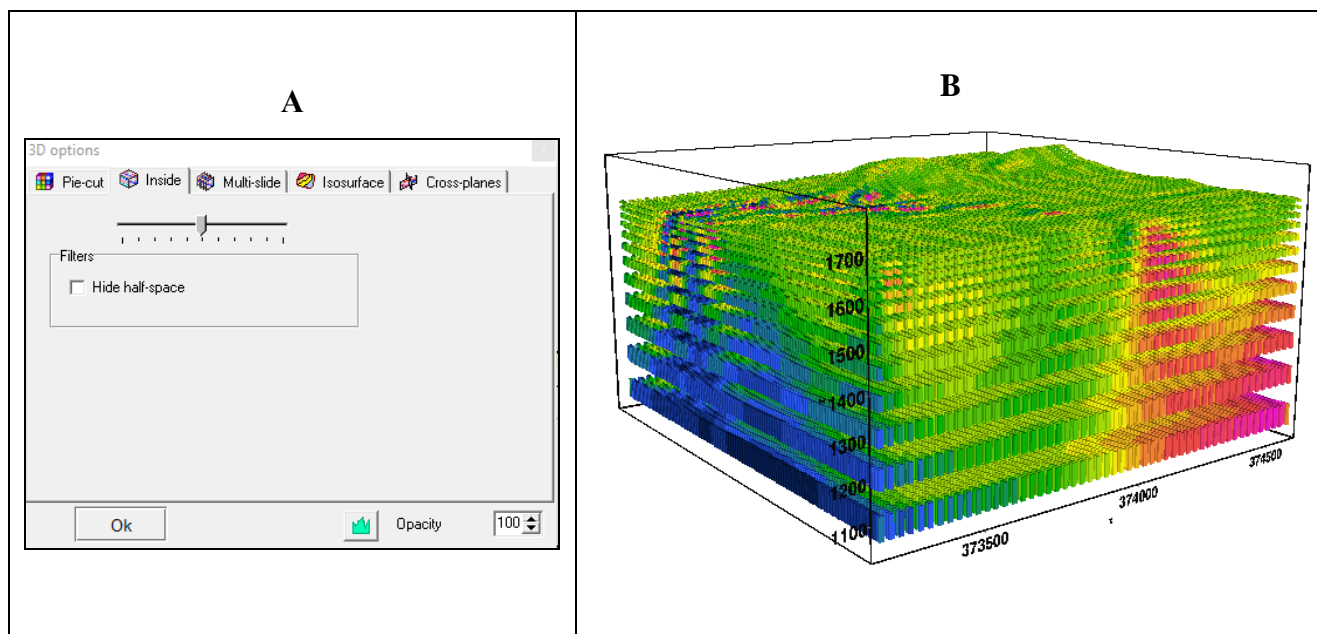 A
3D options
Pie-cut Inside Multi-slide Isosurface Cross-planes
Filters
Hide half-space
Ok Opacity 100
B
1700
1600
1500
1400
1300
1200
1100
373500
374000
374500